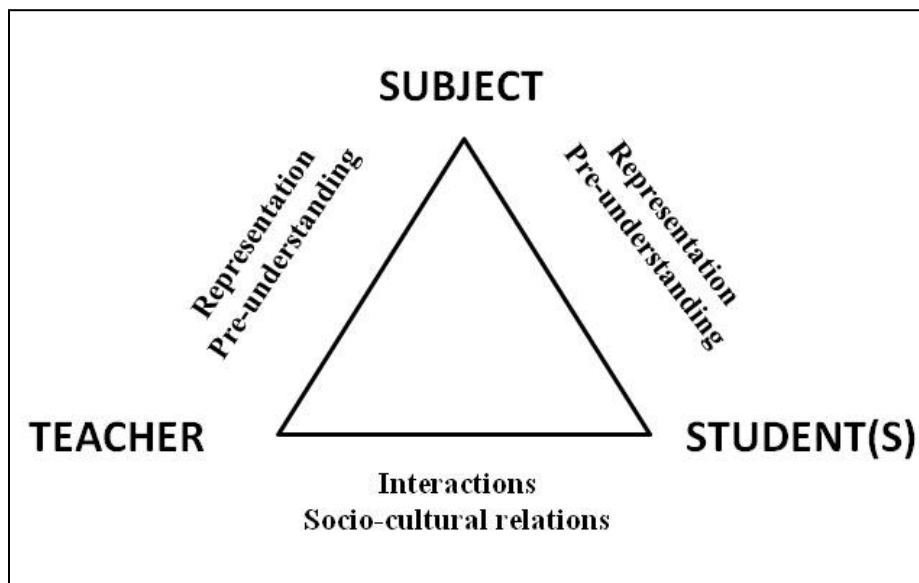 SUBJECT
Representation
Pre-understanding
Representation
Pre-understanding
TEACHER
STUDENT(S)
Interactions
Socio-cultural relations